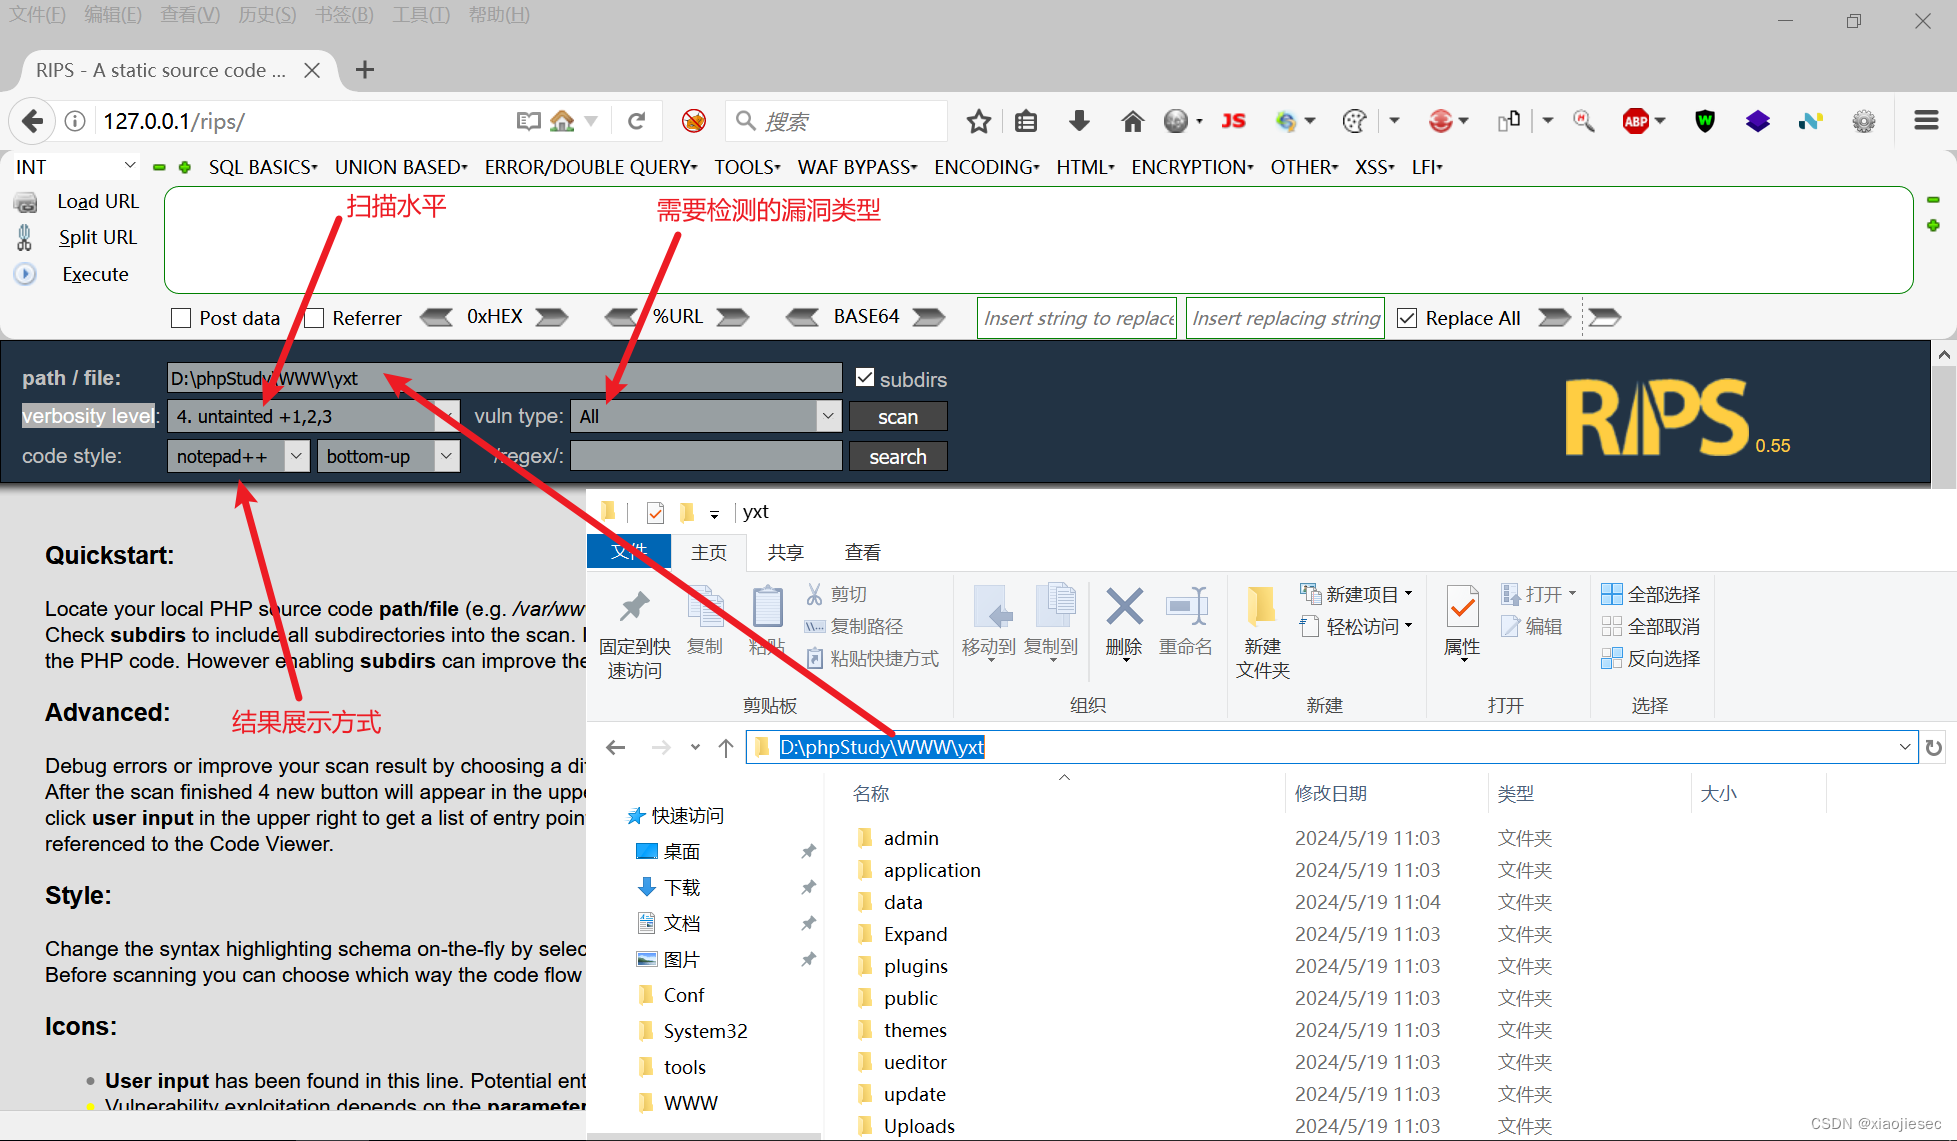 文件(F) 编辑(E) 查看(V) 历史(S) 书签(B) 工具(T) 帮助(H)
RIPS - A static source code ...
127.0.0.1/rips/
搜索
JS
ABP
W
INT
SQL BASICS
UNION BASED
ERROR/DOUBLE QUERY
TOOLS
WAF BYPASS
ENCODING
HTML
ENCRYPTION
OTHER
XSS
LFI
Load URL
Split URL
Execute
扫描水平
需要检测的漏洞类型
Post data
Referrer
0xHEX
%URL
BASE64
Insert string to replace
Insert replacing string
Replace All
path / file:
D:\phpStudy\WWW\yxt
subdirs
verbosity level:
4. untainted +1,2,3
vuln type:
All
scan
code style:
notepad++
bottom-up
/regex/:
search
RIPS 0.55
Quickstart:
Locate your local PHP source code path/file (e.g. /var/ww
Check subdirs to include all subdirectories into the scan.
the PHP code. However enabling subdirs can improve the
Advanced:
结果展示方式
Debug errors or improve your scan result by choosing a di
After the scan finished 4 new button will appear in the uppe
click user input in the upper right to get a list of entry poin
referenced to the Code Viewer.
Style:
Change the syntax highlighting schema on-the-fly by selec
Before scanning you can choose which way the code flow
Icons:
User input has been found in this line. Potential ent
Vulnerability exploitation depends on the parameter
yxt
文件
主页
共享
查看
固定到快速访问
复制
粘贴
剪切
复制路径
粘贴快捷方式
剪贴板
移动到
复制到
删除
重命名
组织
新建文件夹
新建项目
轻松访问
新建
属性
打开
编辑
打开
全部选择
全部取消
反向选择
选择
D:\phpStudy\WWW\yxt
快速访问
桌面
下载
文档
图片
Conf
System32
tools
WWW
名称 修改日期 类型 大小
admin 2024/5/19 11:03 文件夹
application 2024/5/19 11:03 文件夹
data 2024/5/19 11:04 文件夹
Expand 2024/5/19 11:03 文件夹
plugins 2024/5/19 11:03 文件夹
public 2024/5/19 11:03 文件夹
themes 2024/5/19 11:03 文件夹
ueditor 2024/5/19 11:03 文件夹
update 2024/5/19 11:03 文件夹
Uploads 2024/5/19 11:03 文件夹
CSDN @xiaojiesec